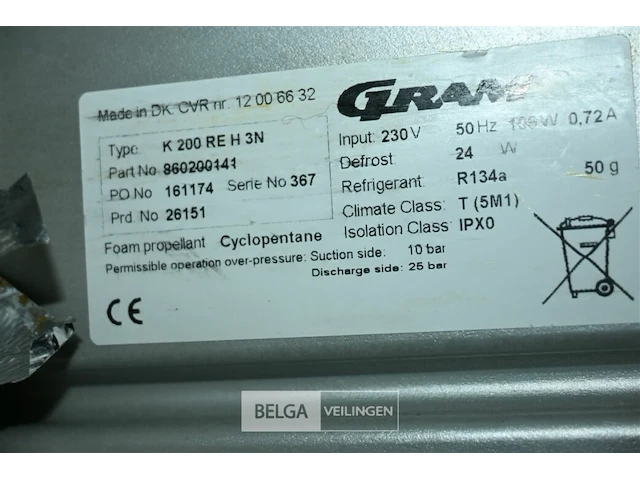 Made in DK. CVR nr. 12 00 66 32
GRAM
Type K 200 RE H 3N
Part No 860200141
PO No 161174 Serie No 367
Prd. No 26151
Foam propellant Cyclopentane
Permissible operation over-pressure: Suction side: 10 bar
Discharge side: 25 bar
Input: 230 V 50 Hz W 0,72 A
Defrost 24 W
Refrigerant: R134a 50 g
Climate Class: T (5M1)
Isolation Class IPX0
CE
BELGA VEILINGEN